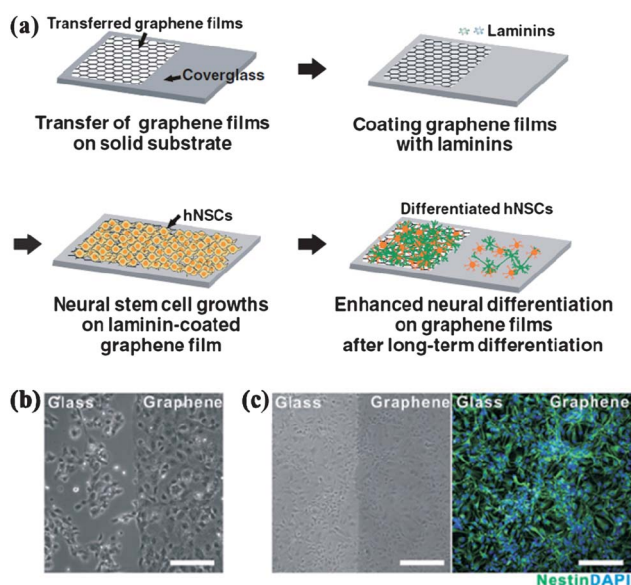 (a)
Transferred graphene films
Coverglass
Transfer of graphene films
on solid substrate
Laminins
Coating graphene films
with laminins
hNSCs
Neural stem cell growths
on laminin-coated
graphene film
Differentiated hNSCs
Enhanced neural differentiation
on graphene films
after long-term differentiation
(b)
Glass Graphene
(c)
Glass Graphene
Glass Graphene
NestinDAPI